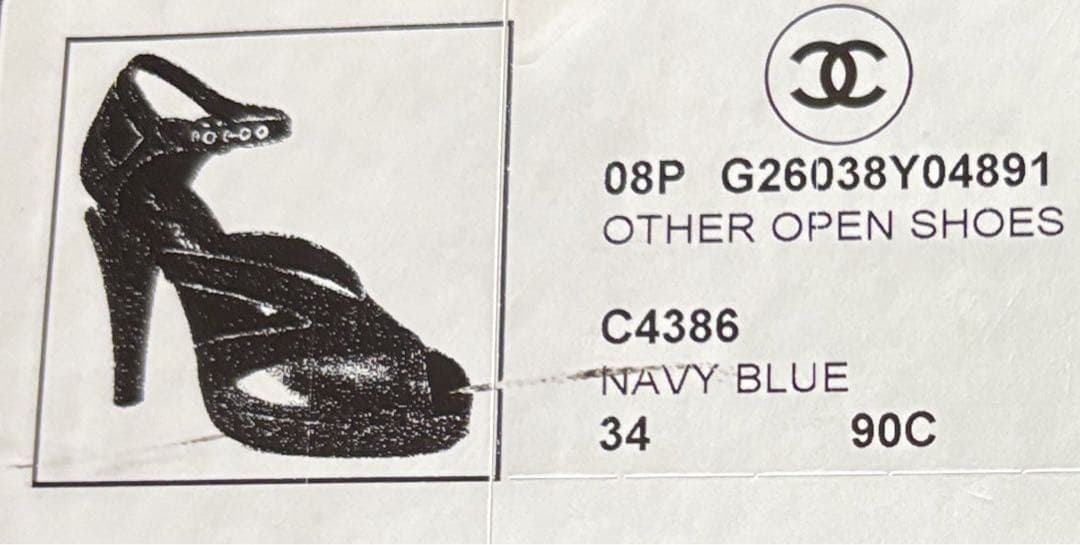 08P G26038Y04891
OTHER OPEN SHOES
C4386
NAVY BLUE
34 90C